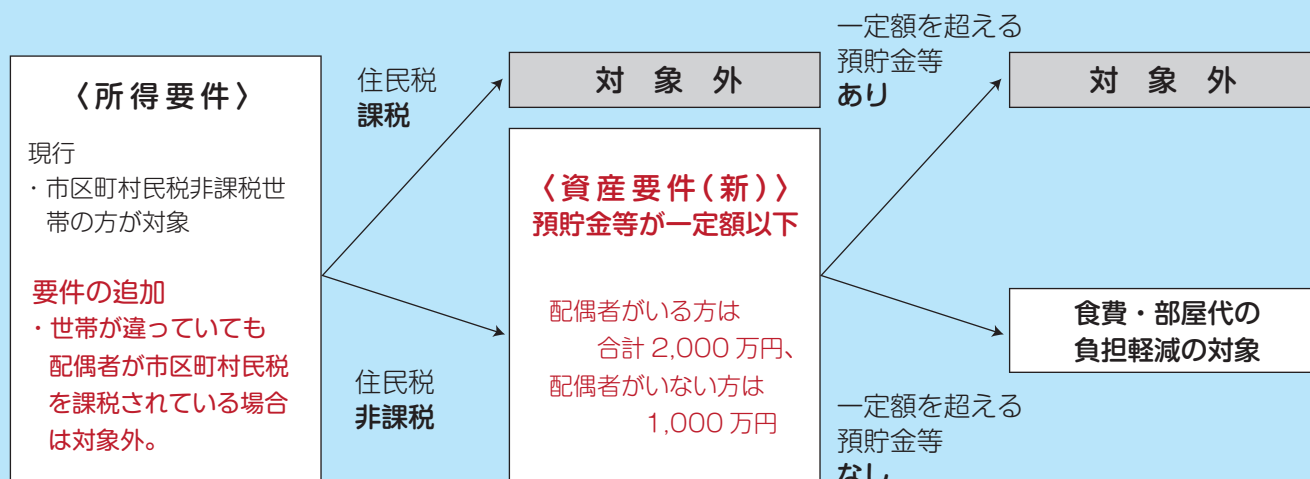 〈所得要件〉
現行
・市区町村民税非課税世
帯の方が対象
要件の追加
・世帯が違っていても
配偶者が市区町村民税
を課税されている場合
は対象外。
住民税
課税
住民税
非課税
対 象 外
〈資産要件(新)〉
預貯金等が一定額以下
配偶者がいる方は
合計 2,000 万円、
配偶者がいない方は
1,000 万円
一定額を超える
預貯金等
あり
一定額を超える
預貯金等
なし
対 象 外
食費・部屋代の
負担軽減の対象